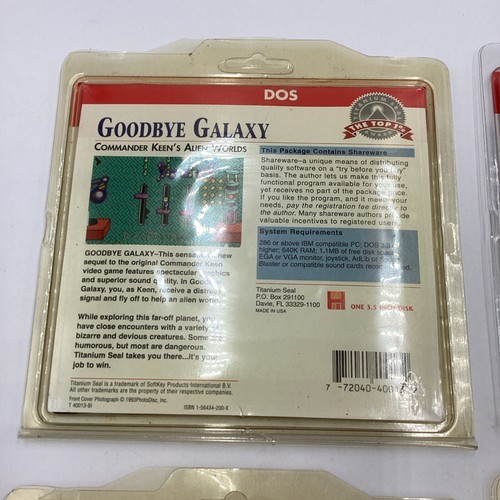 DOS
GOODBYE GALAXY
COMMANDER KEEN'S ALIEN WORLDS
THE TOP 1%
This Package Contains Shareware
Shareware—a unique means of distributing
quality software on a "try before you buy"
basis. The author lets us make this fully
functional program available for your use,
yet receives no part of the package price.
If you like the program, and it meets your
needs, pay the registration fee directly to
the author. Many shareware authors provide
valuable incentives to registered users.
System Requirements
286 or above IBM compatible PC: DOS
higher; 640K RAM; 1.1MB of free disk space
EGA or VGA monitor, joystick, AdLib or
Blaster or compatible sound cards recommended.
GOODBYE GALAXY—This sensational new
sequel to the original Commander Keen
video game features spectacular graphics
and superior sound quality. In Goodbye
Galaxy, you, as Keen, receive a distress
signal and fly off to help an alien world.
While exploring this far-off planet, you
have close encounters with a variety of
bizarre and devious creatures. Some are
humorous, but most are dangerous.
Titanium Seal takes you there...it's your
job to win.
Titanium Seal
P.O. Box 291100
Davie, FL 33329-1100
MADE IN USA
ONE 3.5 INCH DISK
Titanium Seal is a trademark of SoftKey Products International B.V.
All other trademarks are the property of their respective companies.
Front Cover Photograph © 1993PhotoDisc, Inc.
T 40013-BI
ISBN 1-56434-200-X